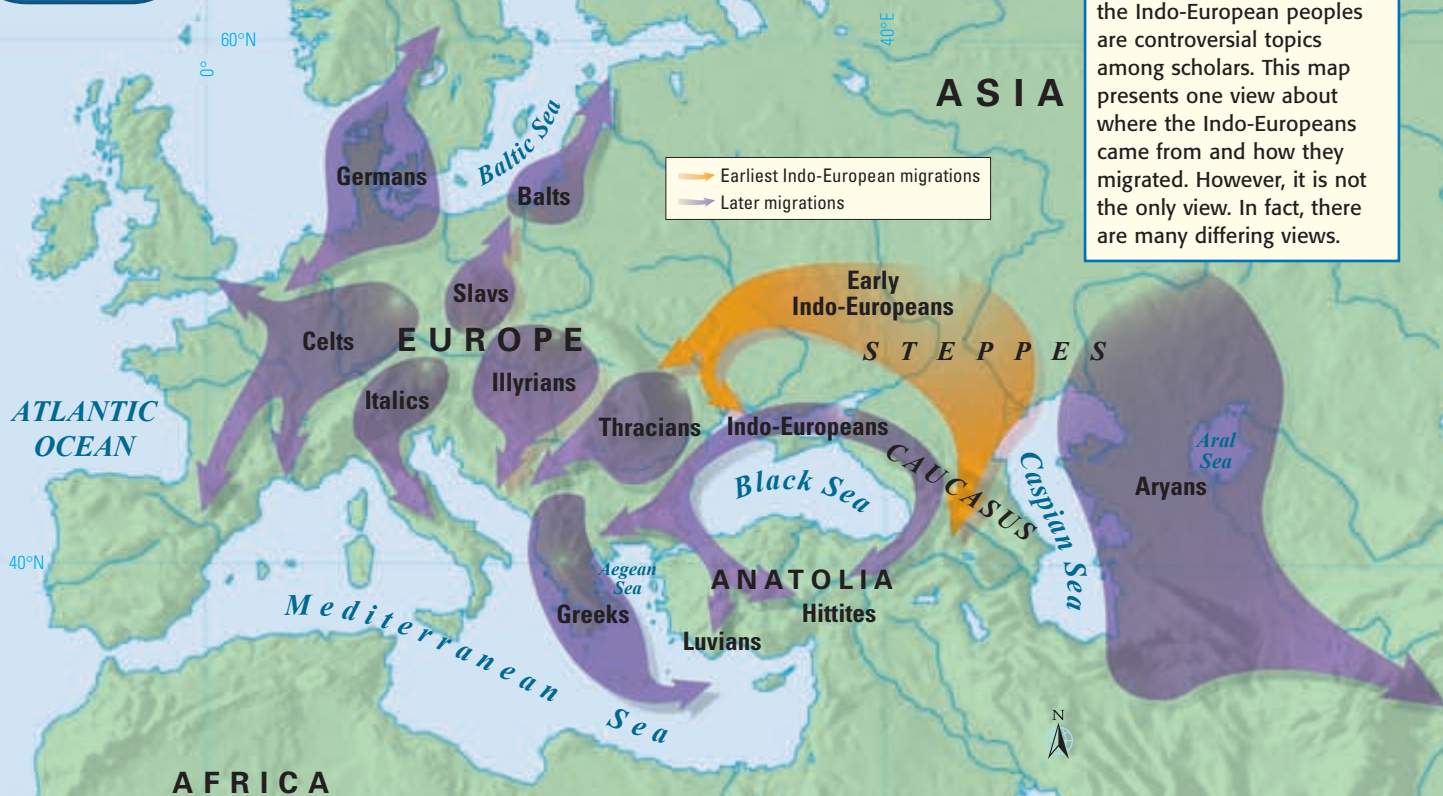 the Indo-European peoples
are controversial topics
among scholars. This map
presents one view about
where the Indo-Europeans
came from and how they
migrated. However, it is not
the only view. In fact, there
are many differing views.
60°N
0°
40°E
ASIA
Baltic Sea
Earliest Indo-European migrations
Later migrations
Germans
Balts
Slavs
Early
Indo-Europeans
Celts
EUROPE
STEPPES
Illyrians
Italics
ATLANTIC
OCEAN
Thracians
Indo-Europeans
CAUCASUS
Aral
Sea
Black Sea
Caspian Sea
Aryans
40°N
Aegean
Sea
ANATOLIA
Mediterranean Sea
Greeks
Hittites
Luvians
N
AFRICA